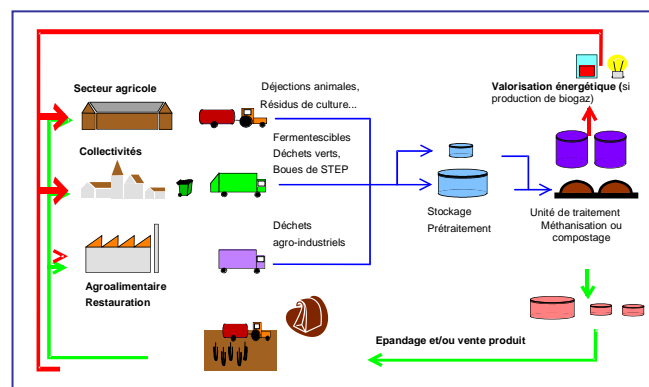 Secteur agricole
Déjections animales,
Résidus de culture...
Valorisation énergétique (si
production de biogaz)
Collectivités
Fermentescibles
Déchets verts,
Boues de STEP
Stockage
Prétraitement
Unité de traitement
Méthanisation ou
compostage
Déchets
agro-industriels
Agroalimentaire
Restauration
Epandage et/ou vente produit